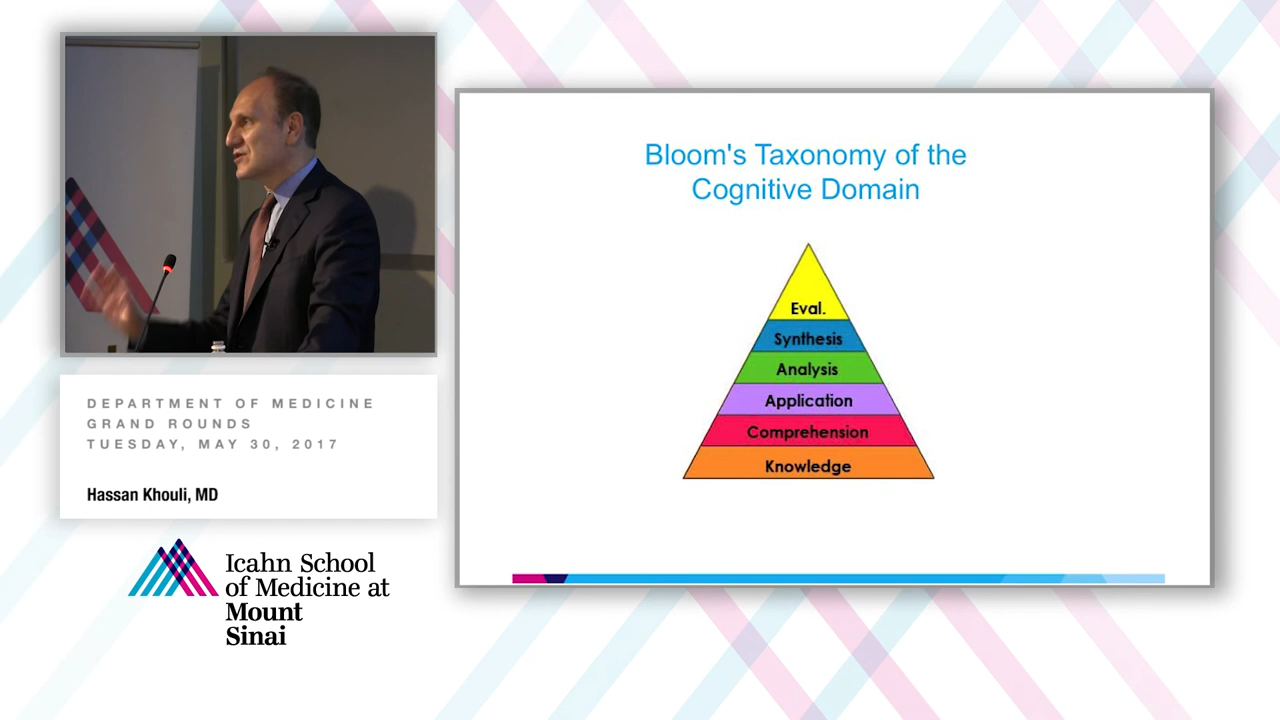 DEPARTMENT OF MEDICINE
GRAND ROUNDS
TUESDAY, MAY 30, 2017
Hassan Khouli, MD
Icahn School
of Medicine at
Mount
Sinai
Bloom's Taxonomy of the
Cognitive Domain
Eval.
Synthesis
Analysis
Application
Comprehension
Knowledge